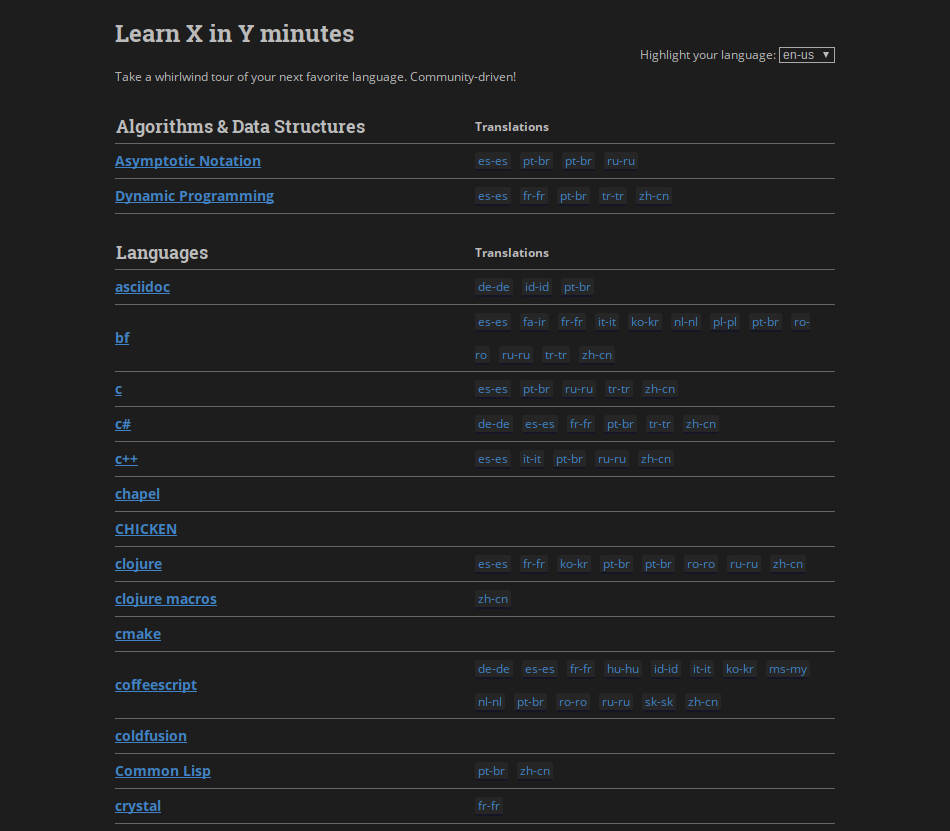 Learn X in Y minutes
Highlight your language: en-us ▼
Take a whirlwind tour of your next favorite language. Community-driven!
Algorithms & Data Structures Translations
Asymptotic Notation es-es pt-br pt-br ru-ru
Dynamic Programming es-es fr-fr pt-br tr-tr zh-cn
Languages Translations
asciidoc de-de id-id pt-br
bf es-es fa-ir fr-fr it-it ko-kr nl-nl pl-pl pt-br ro-
ro ru-ru tr-tr zh-cn
c es-es pt-br ru-ru tr-tr zh-cn
c# de-de es-es fr-fr pt-br tr-tr zh-cn
c++ es-es it-it pt-br ru-ru zh-cn
chapel
CHICKEN
clojure es-es fr-fr ko-kr pt-br pt-br ro-ro ru-ru zh-cn
clojure macros zh-cn
cmake
coffeescript de-de es-es fr-fr hu-hu id-id it-it ko-kr ms-my
nl-nl pt-br ro-ro ru-ru sk-sk zh-cn
coldfusion
Common Lisp pt-br zh-cn
crystal fr-fr